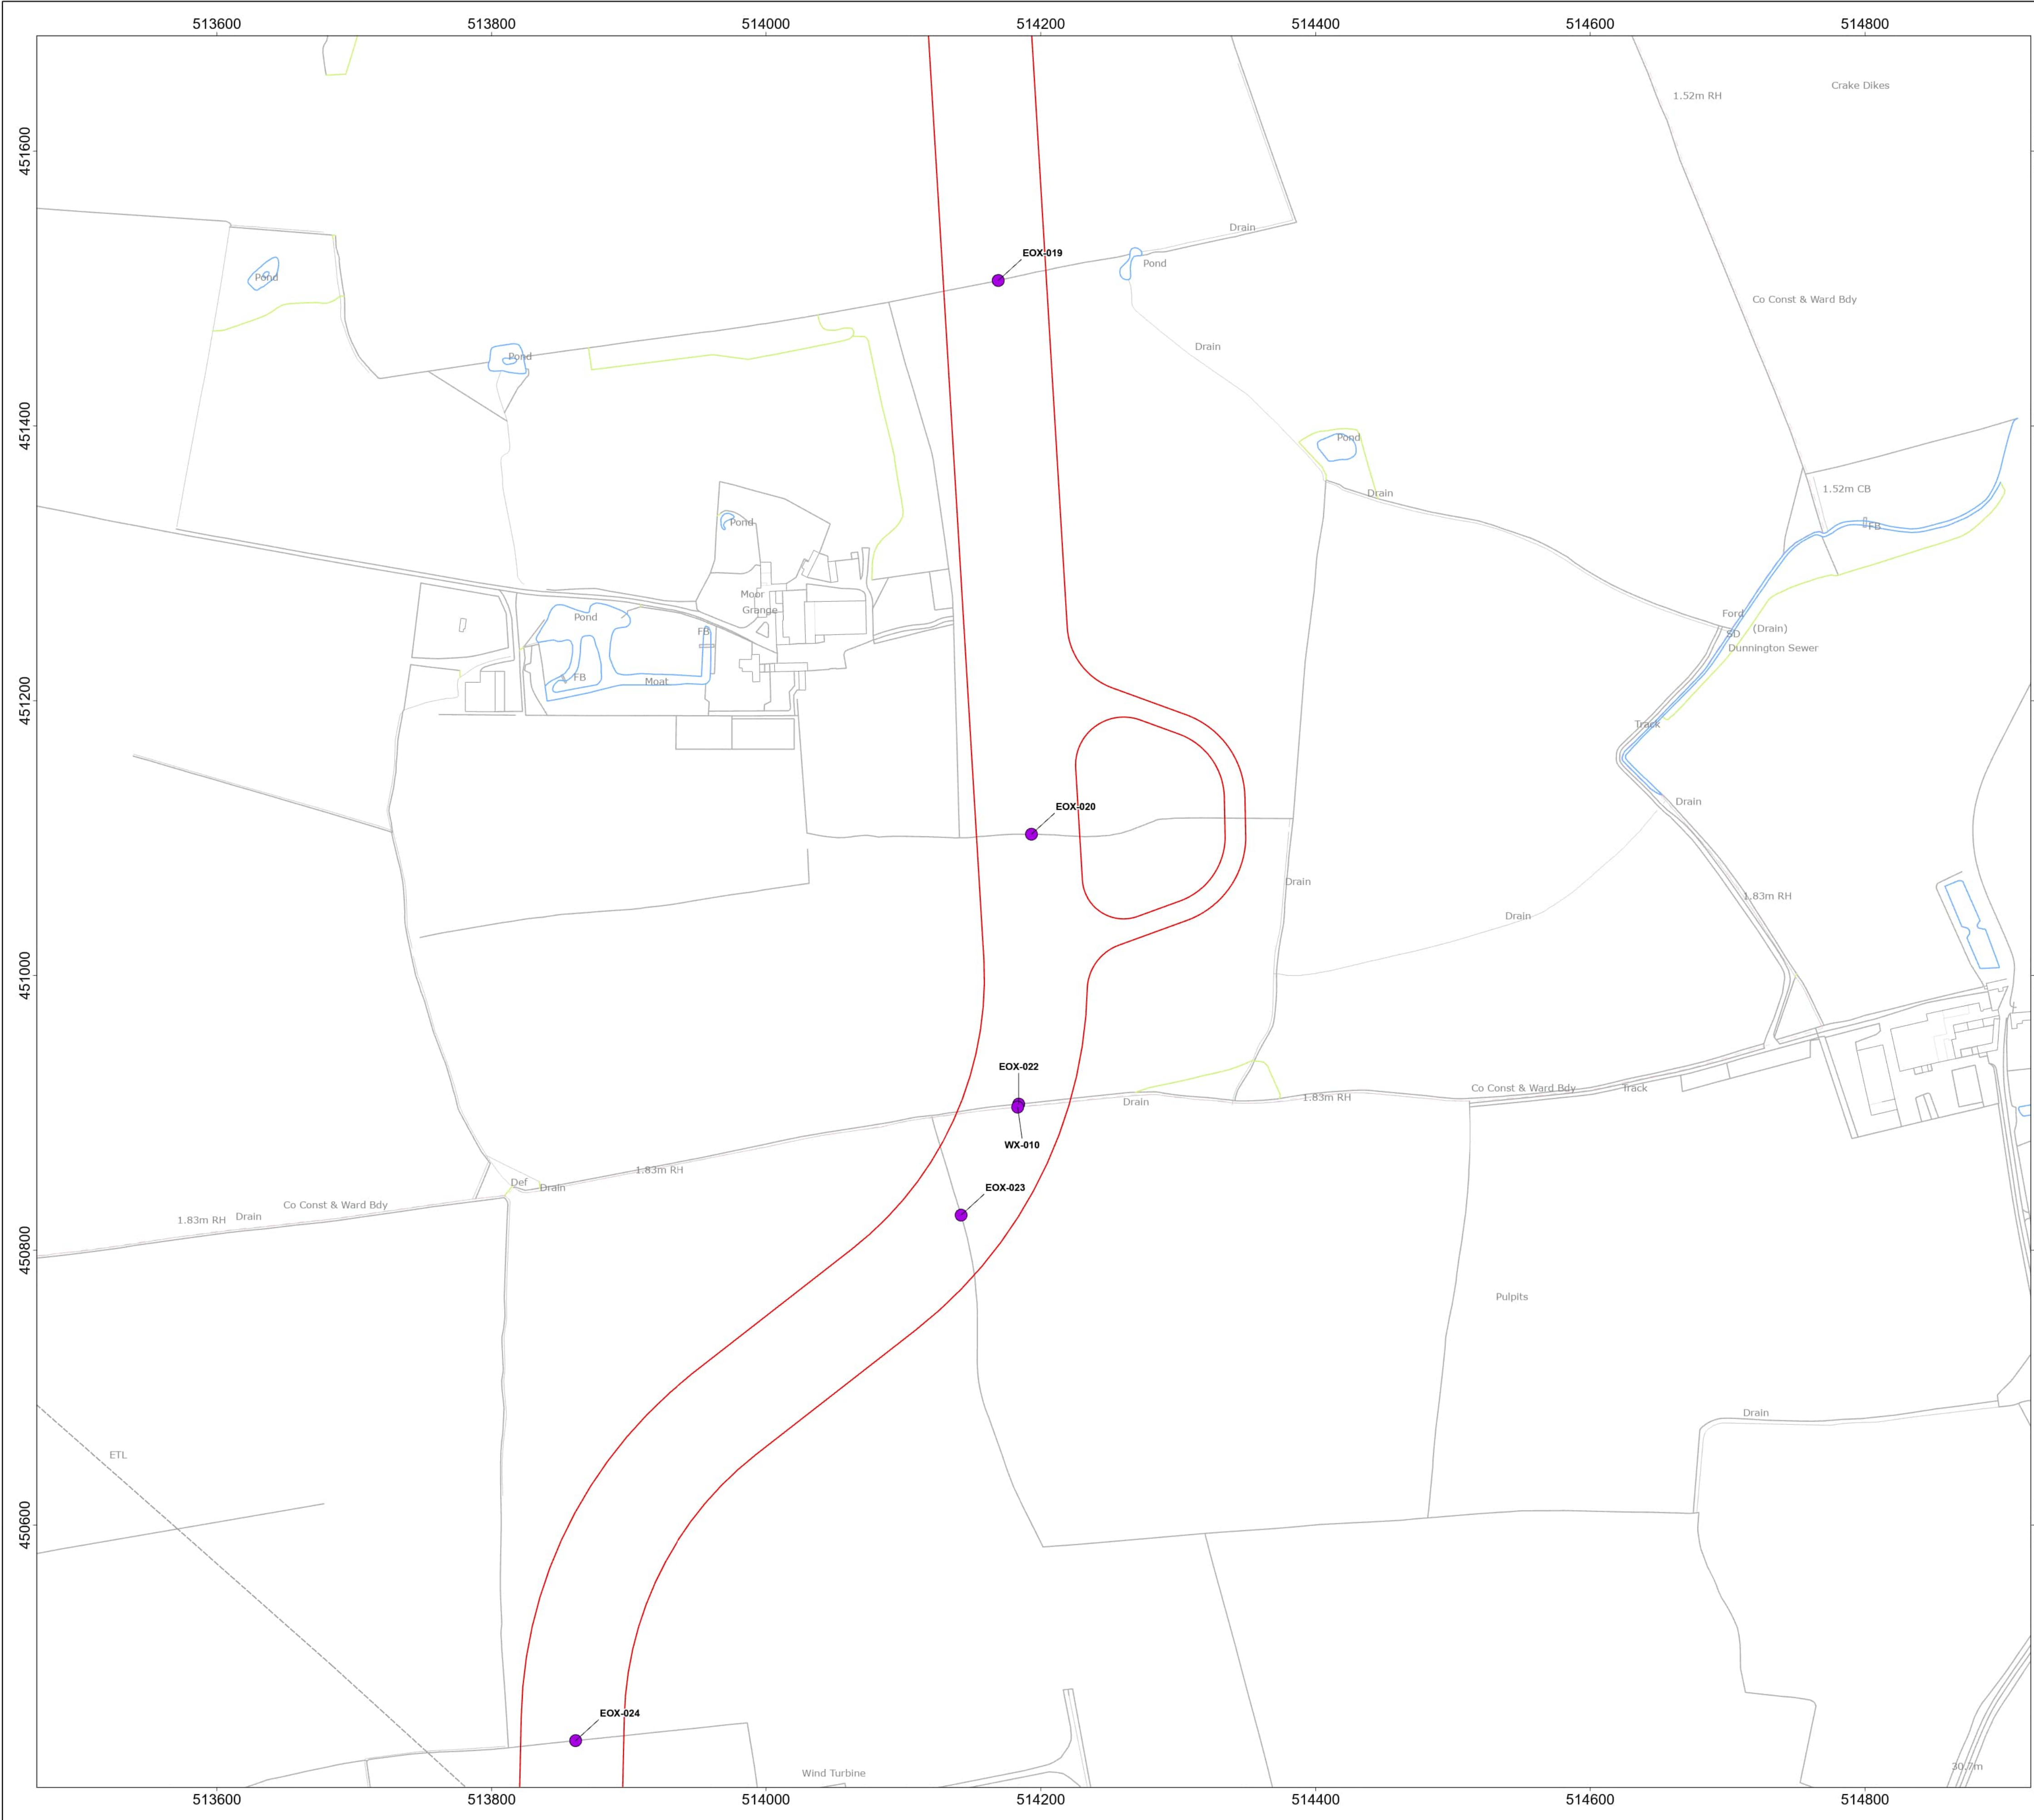 513600 513800 514000 514200 514400 514600 514800
Crake Dikes
1.52m RH
451600
Drain
EOX-019
Pond
Pond
Co Const & Ward Bdy
Drain
Pond
451400
Pond
Drain
1.52m CB
Pond
FB
Moor
Grange
Pond
Ford
FB
(Drain)
SD
Dunnington Sewer
FB
Moat
451200
Track
EOX-020
Drain
Drain
1.83m RH
Drain
451000
EOX-022
Co Const & Ward Bdy
Track
1.83m RH
Drain
WX-010
1.83m RH
Def
Drain
EOX-023
Co Const & Ward Bdy
1.83m RH
Drain
450800
Pulpits
Drain
ETL
450600
EOX-024
Wind Turbine
30.7m
513600 513800 514000 514200 514400 514600 514800